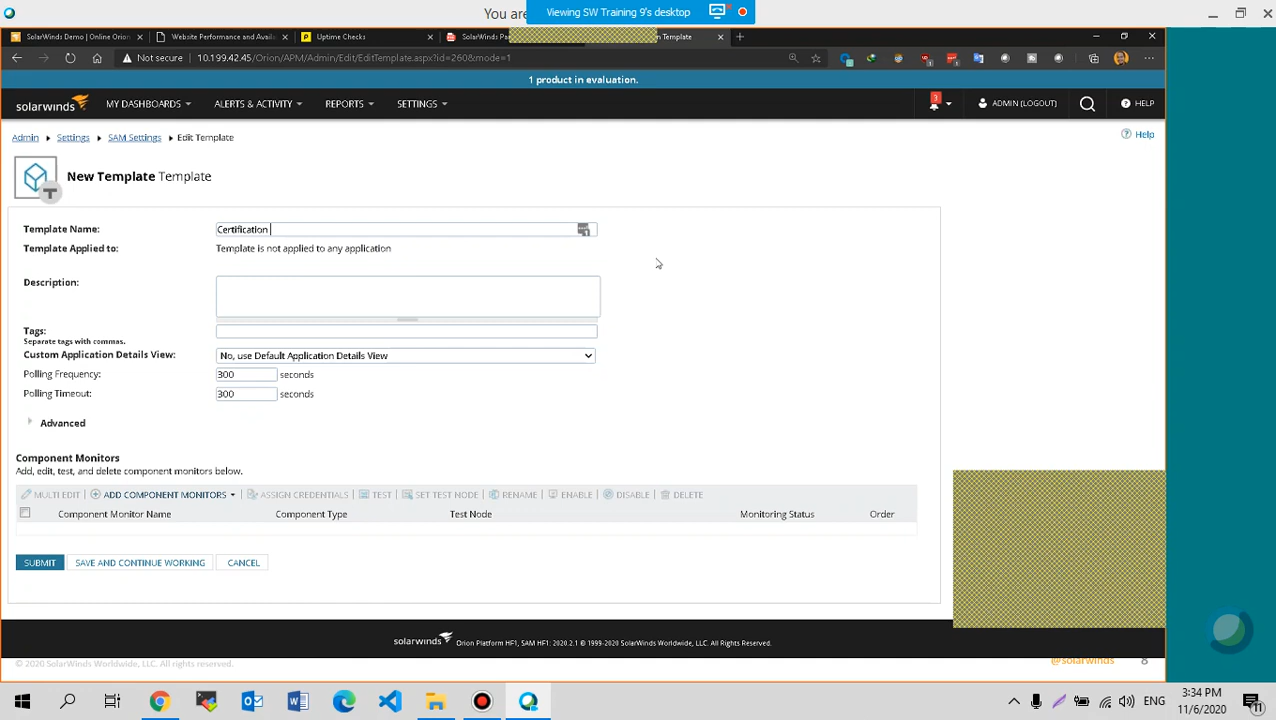 You are
Viewing SW Training 9's desktop
SolarWinds Demo | Online Orion
Website Performance and Avail
Uptime Checks
SolarWinds Pa
Template
Not secure
10.199.42.45/Orion/APM/Admin/Edit/EditTemplate.aspx?id=260&mode=1
1 product in evaluation.
solarwinds
MY DASHBOARDS
ALERTS & ACTIVITY
REPORTS
SETTINGS
3
ADMIN (LOGOUT)
HELP
Admin
Settings
SAM Settings
Edit Template
Help
New Template Template
Template Name:
Certification
Template Applied to:
Template is not applied to any application
Description:
Tags:
Separate tags with commas.
Custom Application Details View:
No, use Default Application Details View
Polling Frequency:
300
seconds
Polling Timeout:
300
seconds
Advanced
Component Monitors
Add, edit, test, and delete component monitors below.
MULTI EDIT
ADD COMPONENT MONITORS
ASSIGN CREDENTIALS
TEST
SET TEST NODE
RENAME
ENABLE
DISABLE
DELETE
Component Monitor Name
Component Type
Test Node
Monitoring Status
Order
SUBMIT
SAVE AND CONTINUE WORKING
CANCEL
solarwinds
Orion Platform HF1, SAM HF1: 2020.2.1 © 1999-2020 SolarWinds Worldwide, LLC. All Rights Reserved.
© 2020 SolarWinds Worldwide, LLC. All rights reserved.
@solarwinds
8
ENG
3:34 PM
11/6/2020